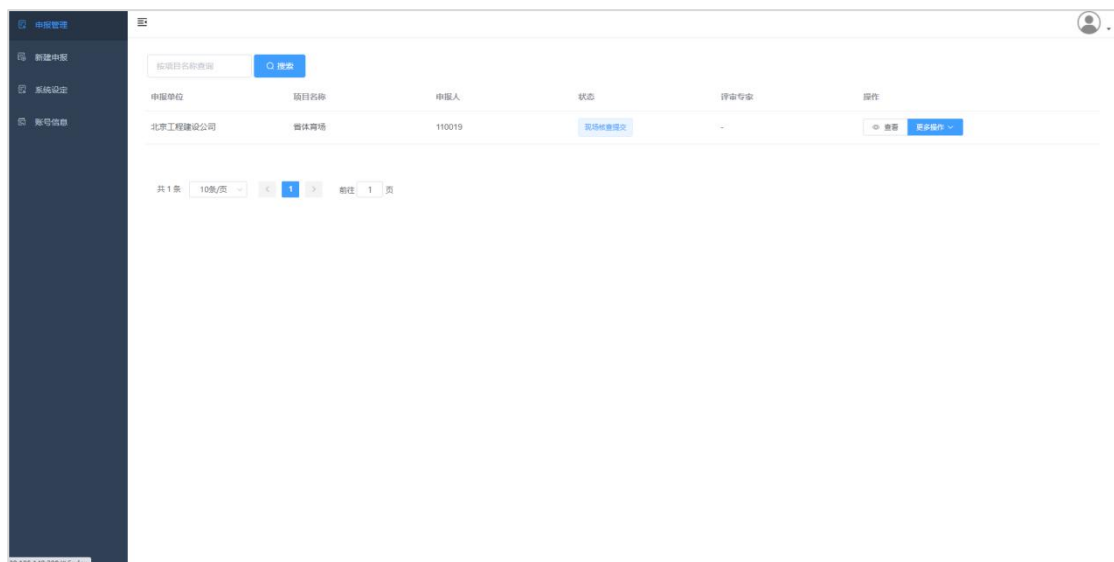 申报管理
新建申报
系统设定
账号信息
按项目名称查询 搜索
申报单位 项目名称 申报人 状态 评审专家 操作
北京工程建设公司 省体育场 110019 现场核查提交 - 查看 更多操作
共 1 条 10条/页 1 前往 1 页